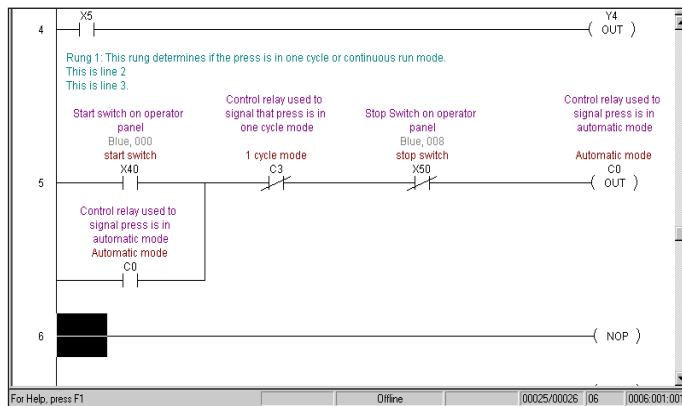 X5 Y4
4 ( OUT )
Rung 1: This rung determines if the press is in one cycle or continuous run mode.
This is line 2
This is line 3.
Start switch on operator
panel
Blue, 000
start switch
X40
Control relay used to
signal that press is in
one cycle mode
1 cycle mode
C3
Stop Switch on operator
panel
Blue, 008
stop switch
X50
Control relay used to
signal press is in
automatic mode
Automatic mode
C0
5 ( OUT )
Control relay used to
signal press is in
automatic mode
Automatic mode
C0
6 ( NOP )
For Help, press F1 Offline 00025/00026 06 0006:001:001